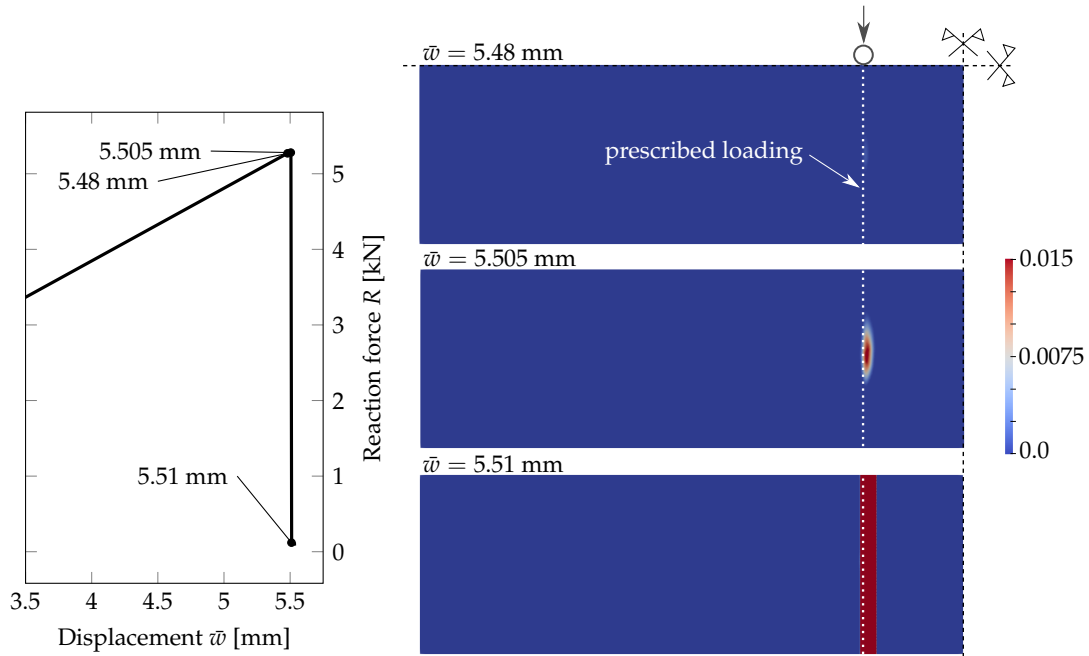 5.505 mm
5.48 mm
5.51 mm
5
4
3
2
1
0
Reaction force R [kN]
3.5 4 4.5 5 5.5
Displacement w̄ [mm]
w̄ = 5.48 mm
prescribed loading
w̄ = 5.505 mm
w̄ = 5.51 mm
0.015
0.0075
0.0